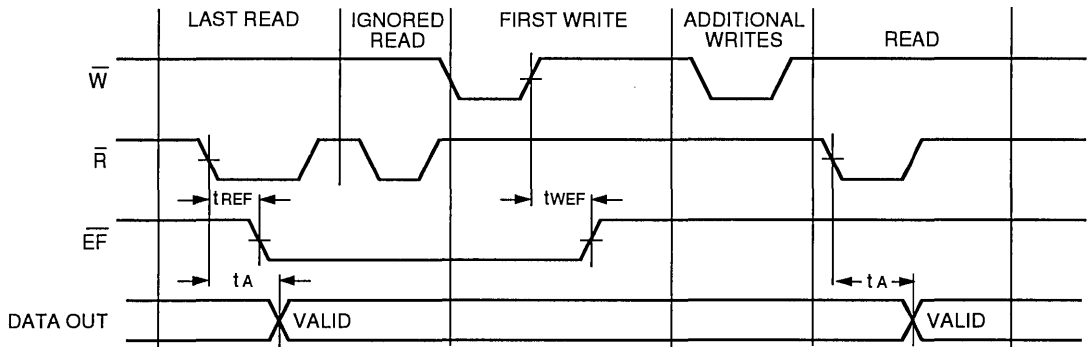 LAST READ
IGNORED
READ
FIRST WRITE
ADDITIONAL
WRITES
READ
W
R
tREF
tWEF
EF
tA
tA
DATA OUT
VALID
VALID